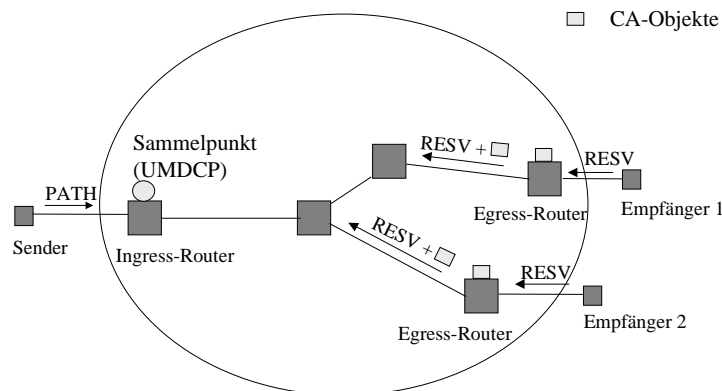 CA-Objekte
Sammelpunkt
(UMDCP)
RESV +
RESV
PATH
Egress-Router
Empfänger 1
Sender
Ingress-Router
RESV +
RESV
Egress-Router
Empfänger 2